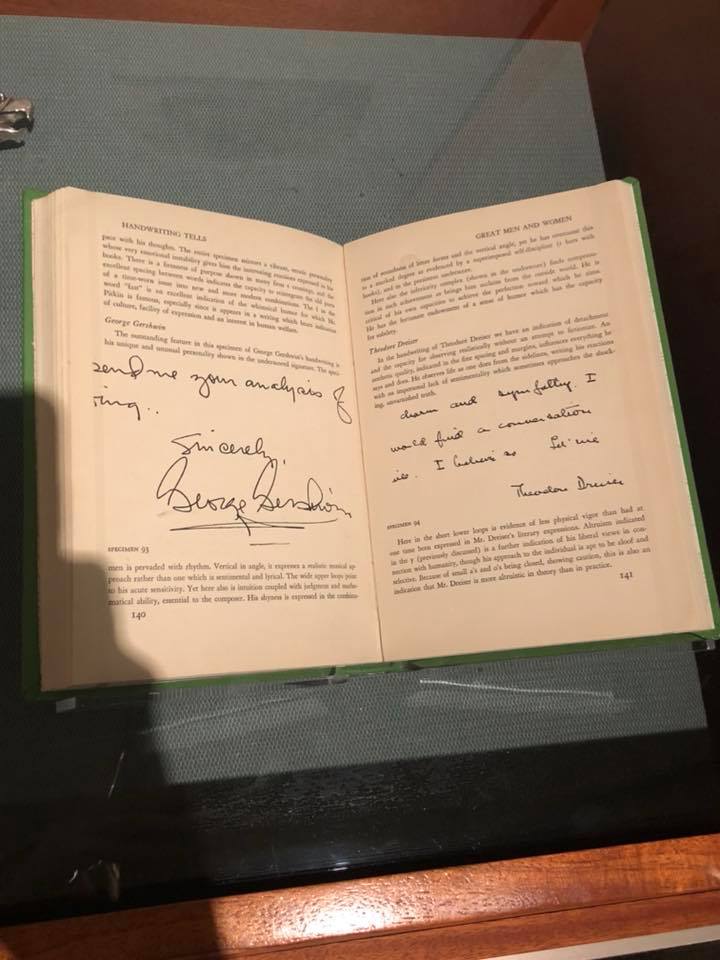 HANDWRITING TELLS
pace with his thoughts. The entire specimen mirrors a vibrant, erratic personality
whose very emotional instability gives him the interesting reactions expressed in his
books. There is a firmness of purpose shown in many firm t crossings, and the
excellent spacing between words indicates the capacity to reintegrate the old parts
of a time-worn issue into new and more modern combinations. The f in the
word "fast" is an excellent indication of the whimsical humor for which Mr.
Pitkin is famous, especially since it appears in a writing which bears indication
of culture, facility of expression and an interest in human welfare.
George Gershwin
The outstanding feature in this specimen of George Gershwin's handwriting is
his unique and unusual personality shown in the underscored signature. The speci-
send me your analysis of
ring..
Sincerely,
George Gershwin
SPECIMEN 93
men is pervaded with rhythm. Vertical in angle, it expresses a realistic musical ap-
proach rather than one which is sentimental and lyrical. The wide upper loops point
to his acute sensitivity. Yet here also is intuition coupled with judgment and mathe-
matical ability, essential to the composer. His shyness is expressed in the combina-
140
GREAT MEN AND WOMEN
tion of roundness of letter forms and the vertical angle, yet he has overcome this
to a marked degree as evidenced by a superimposed self-discipline (t bars with
hooks), and in the persistent underscore.
Here also the inferiority complex (shown in the underscore) finds compensa-
tion in such achievement as brings him acclaim from the outside world. He is
critical of his own capacities to achieve the perfection toward which he aims.
He has the fortunate endowment of a sense of humor which has the capacity
for subtlety.
Theodore Dreiser
In the handwriting of Theodore Dreiser we have an indication of detachment
and the capacity for observing realistically without an attempt to fictionize. An
aesthetic quality, indicated in the fine spacing and margins, influences everything he
says and does. He observes life as one does from the sidelines, writing his reactions
with an impersonal lack of sentimentality which sometimes approaches the shock-
ing, unvarnished truth.
charm and sympathy. I
would find a conversation
ive. I believe so Let me
Theodore Dreiser
SPECIMEN 94
Here in the short lower loops is evidence of less physical vigor than had at
one time been expressed in Mr. Dreiser's literary expressions. Altruism indicated
in the y (previously discussed) is a further indication of his liberal views in con-
nection with humanity, though his approach to the individual is apt to be aloof and
selective. Because of small a's and o's being closed, showing caution, this is also an
indication that Mr. Dreiser is more altruistic in theory than in practice.
141